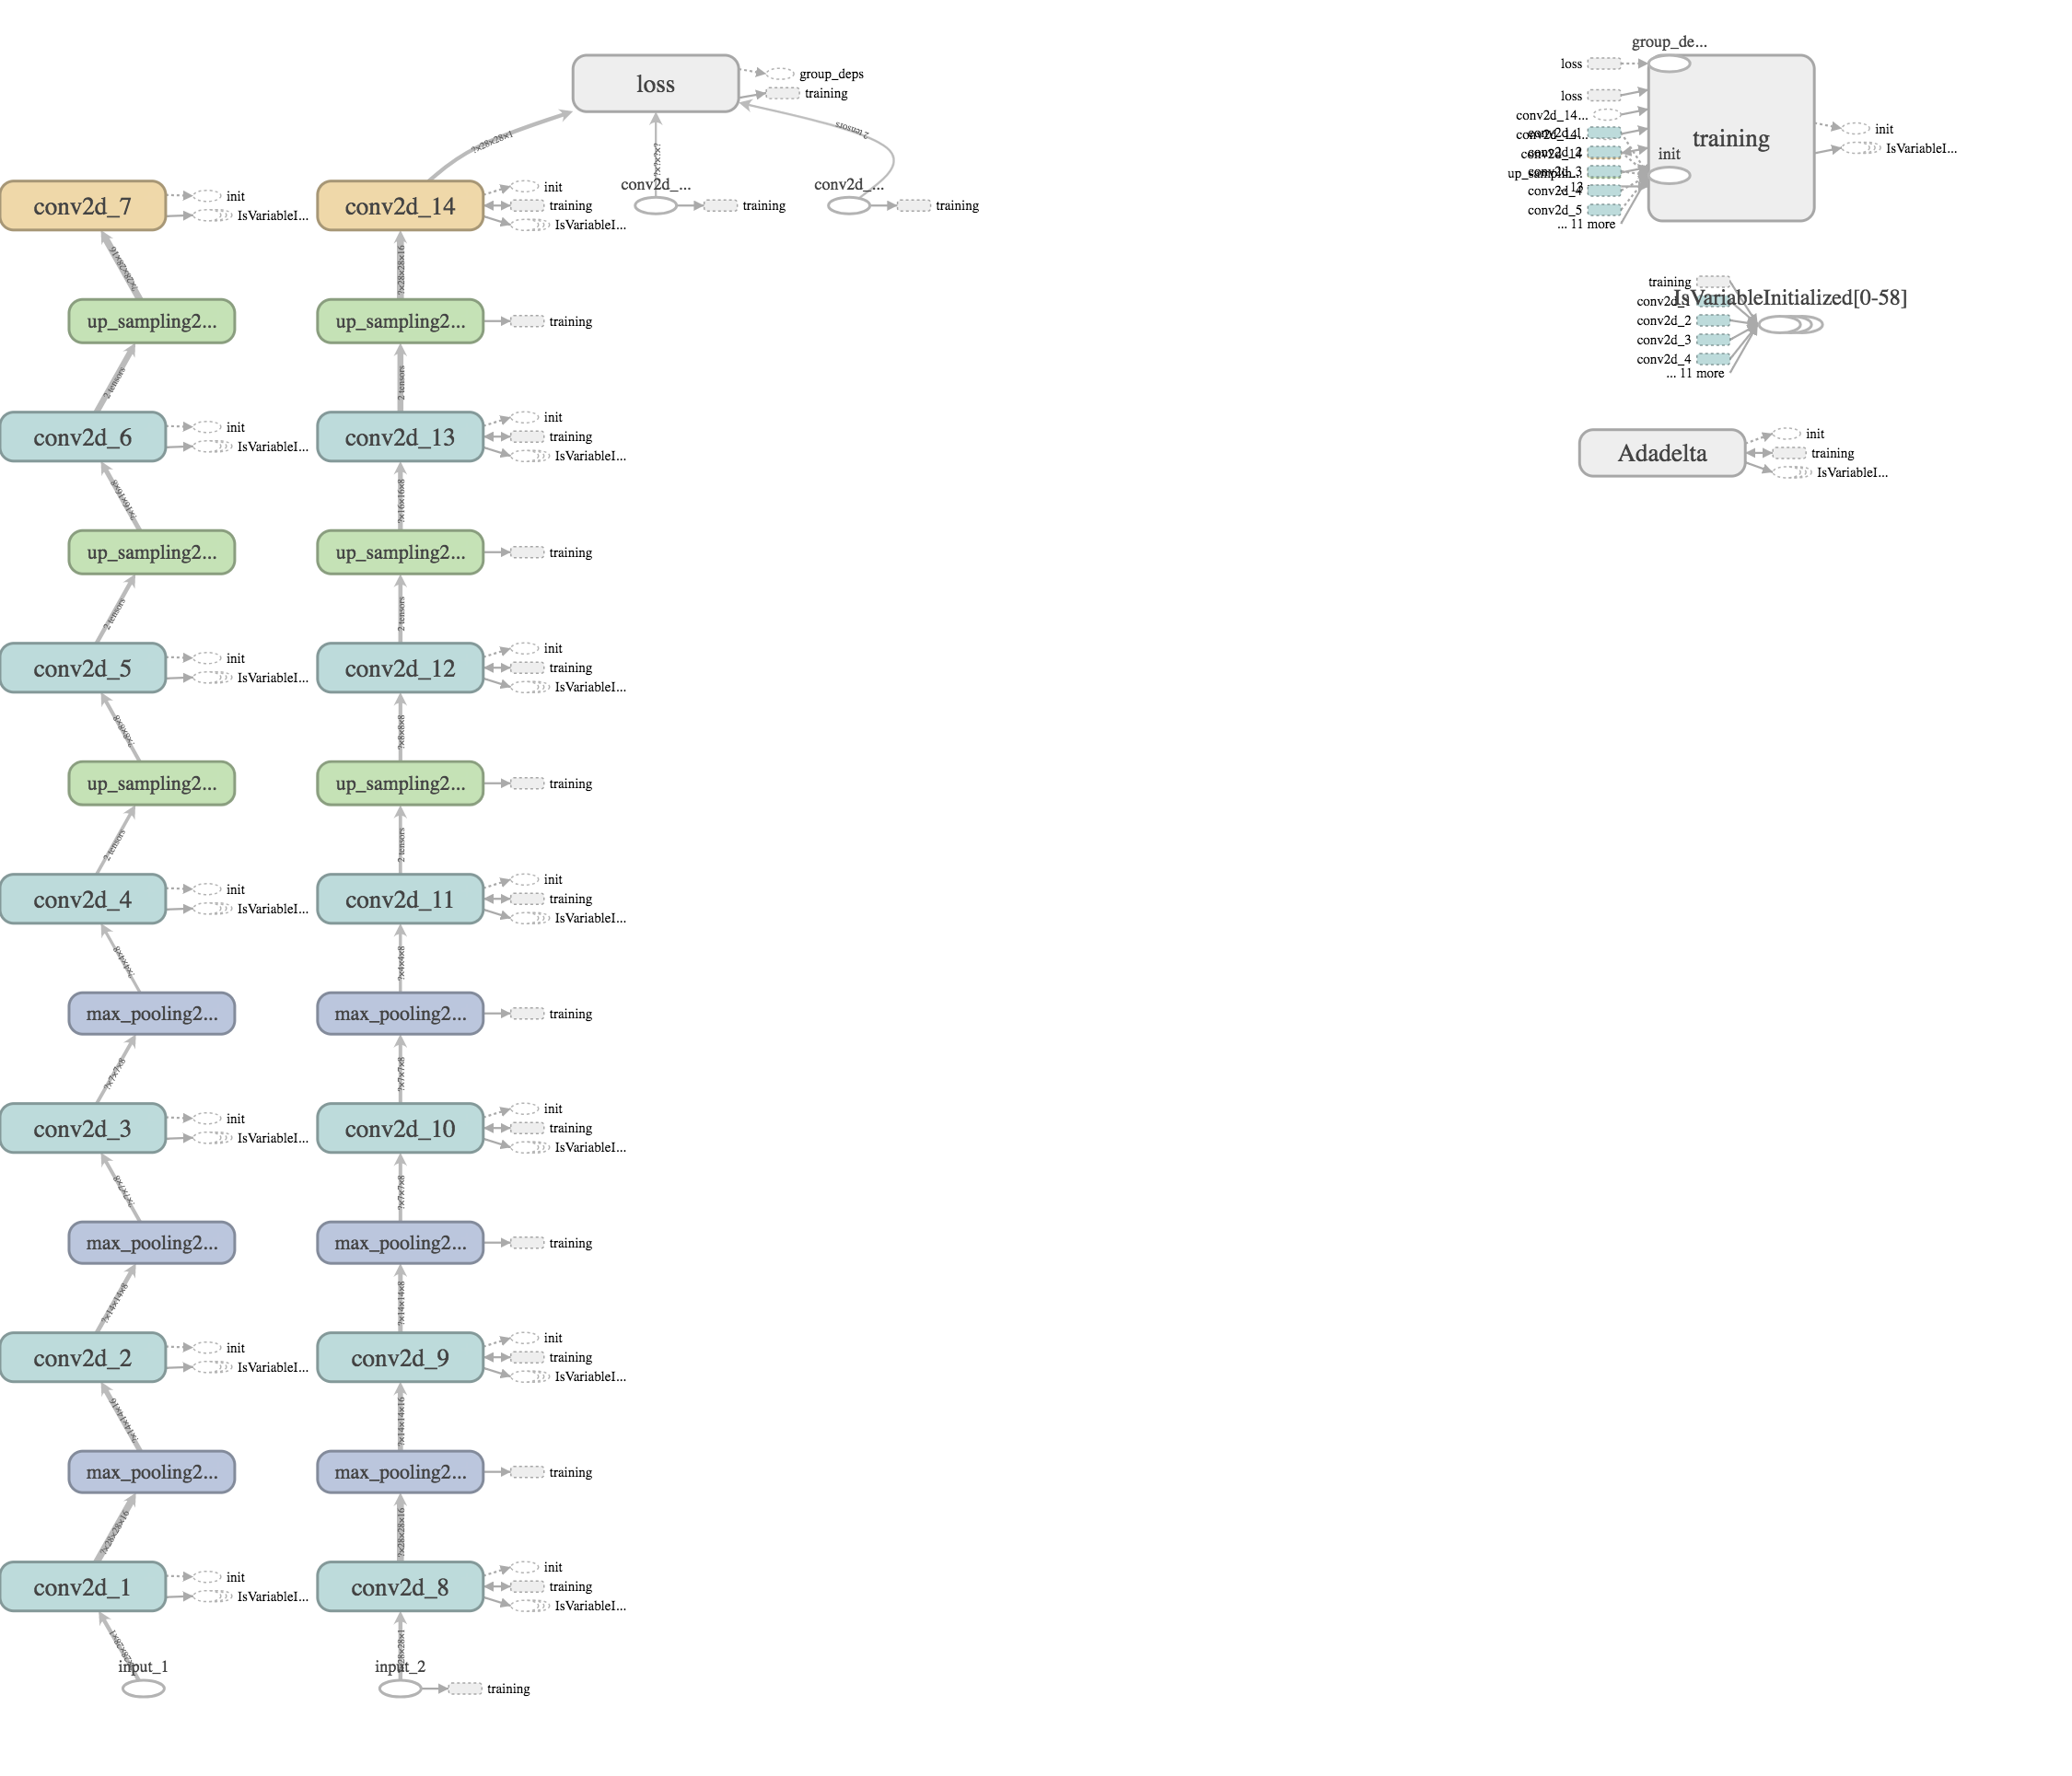 loss
group_deps
training
?x28x28x1
?x?x?x?
2 tensors
conv2d_7
init
IsVariableI...
conv2d_14
init
training
IsVariableI...
conv2d_...
training
conv2d_...
training
?x28x28x16
?x28x28x16
up_sampling2...
up_sampling2...
training
2 tensors
2 tensors
conv2d_6
init
IsVariableI...
conv2d_13
init
training
IsVariableI...
?x16x16x8
?x16x16x8
up_sampling2...
up_sampling2...
training
2 tensors
2 tensors
conv2d_5
init
IsVariableI...
conv2d_12
init
training
IsVariableI...
?x8x8x8
?x8x8x8
up_sampling2...
up_sampling2...
training
2 tensors
2 tensors
conv2d_4
init
IsVariableI...
conv2d_11
init
training
IsVariableI...
?x4x4x8
?x4x4x8
max_pooling2...
max_pooling2...
training
?x7x7x8
?x7x7x8
conv2d_3
init
IsVariableI...
conv2d_10
init
training
IsVariableI...
?x7x7x8
?x7x7x8
max_pooling2...
max_pooling2...
training
?x14x14x8
?x14x14x8
conv2d_2
init
IsVariableI...
conv2d_9
init
training
IsVariableI...
?x14x14x16
?x14x14x16
max_pooling2...
max_pooling2...
training
?x28x28x16
?x28x28x16
conv2d_1
init
IsVariableI...
conv2d_8
init
training
IsVariableI...
input_1
input_2
training
group_de...
loss
loss
conv2d_14...
conv2d_1
conv2d_2
conv2d_3
conv2d_4
conv2d_5
... 11 more
training
init
init
IsVariableI...
IsVariableInitialized[0-58]
training
conv2d_1
conv2d_2
conv2d_3
conv2d_4
... 11 more
Adadelta
init
training
IsVariableI...